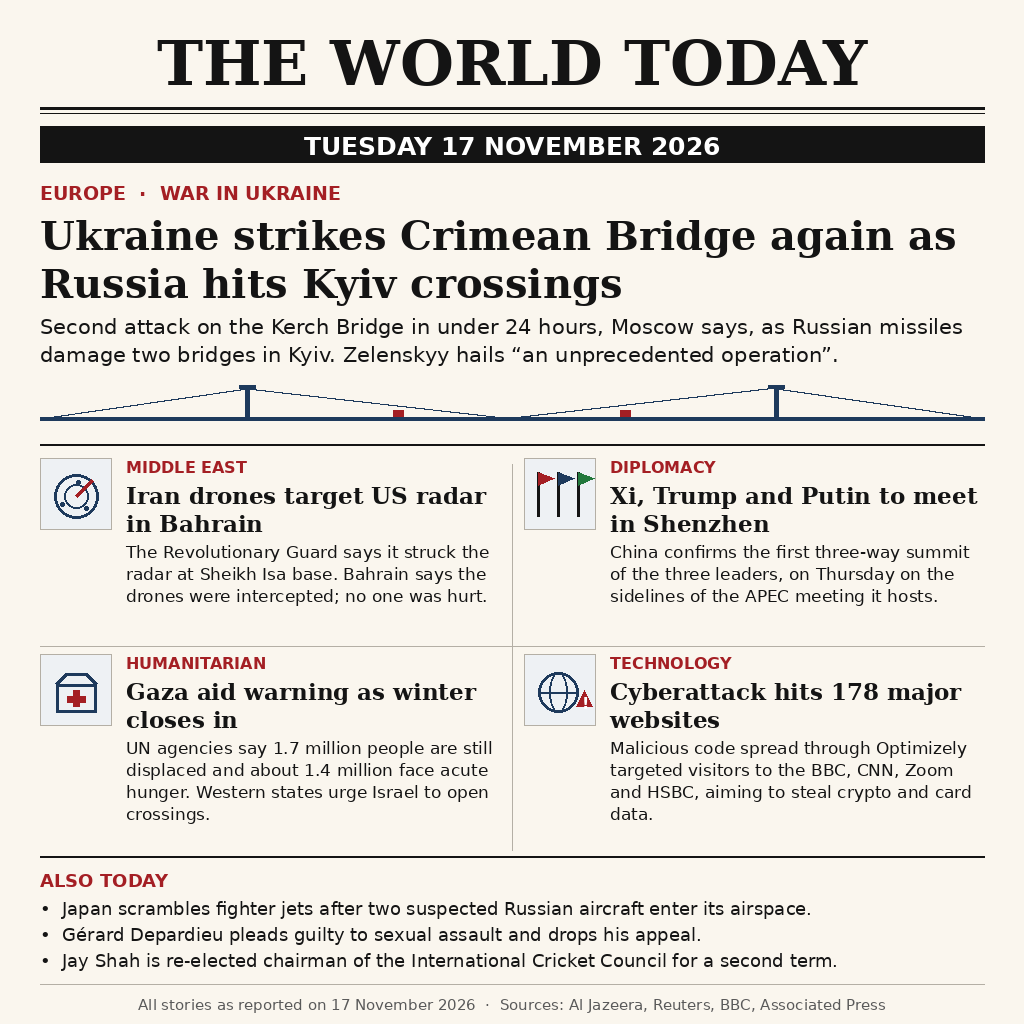 THE WORLD TODAY
TUESDAY 17 NOVEMBER 2026
EUROPE · WAR IN UKRAINE
Ukraine strikes Crimean Bridge again as
Russia hits Kyiv crossings
Second attack on the Kerch Bridge in under 24 hours, Moscow says, as Russian missiles
damage two bridges in Kyiv. Zelenskyy hails “an unprecedented operation”.
MIDDLE EAST
Iran drones target US radar
in Bahrain
The Revolutionary Guard says it struck the
radar at Sheikh Isa base. Bahrain says the
drones were intercepted; no one was hurt.
DIPLOMACY
Xi, Trump and Putin to meet
in Shenzhen
China confirms the first three-way summit
of the three leaders, on Thursday on the
sidelines of the APEC meeting it hosts.
HUMANITARIAN
Gaza aid warning as winter
closes in
UN agencies say 1.7 million people are still
displaced and about 1.4 million face acute
hunger. Western states urge Israel to open
crossings.
TECHNOLOGY
Cyberattack hits 178 major
websites
Malicious code spread through Optimizely
targeted visitors to the BBC, CNN, Zoom
and HSBC, aiming to steal crypto and card
data.
ALSO TODAY
• Japan scrambles fighter jets after two suspected Russian aircraft enter its airspace.
• Gérard Depardieu pleads guilty to sexual assault and drops his appeal.
• Jay Shah is re-elected chairman of the International Cricket Council for a second term.
All stories as reported on 17 November 2026 · Sources: Al Jazeera, Reuters, BBC, Associated Press